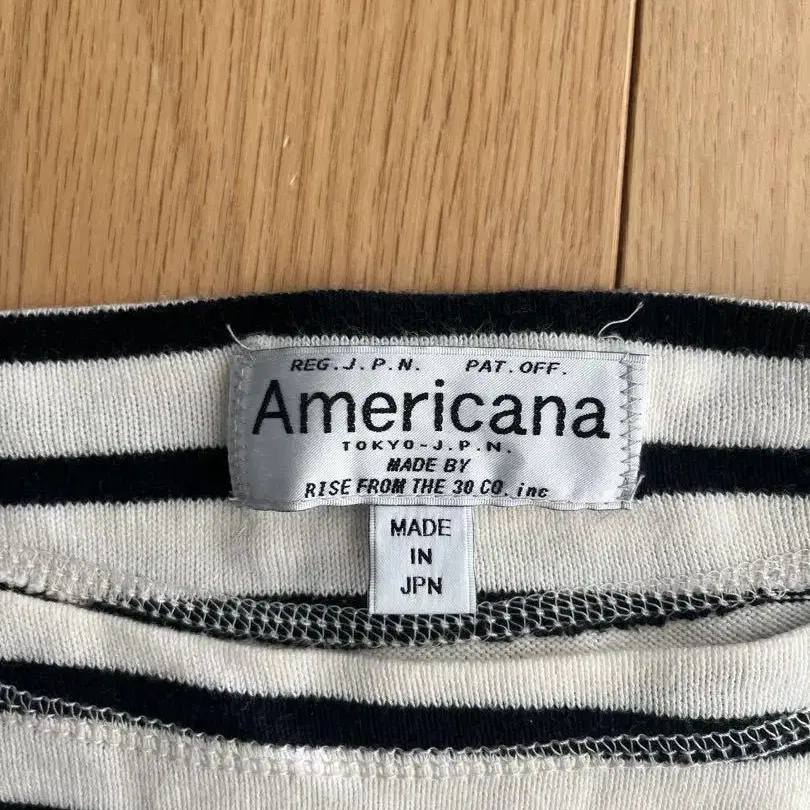 REG.J.P.N. PAT.OFF.
Americana
TOKYO-J.P.N.
MADE BY
RISE FROM THE 30 CO. inc
MADE
IN
JPN